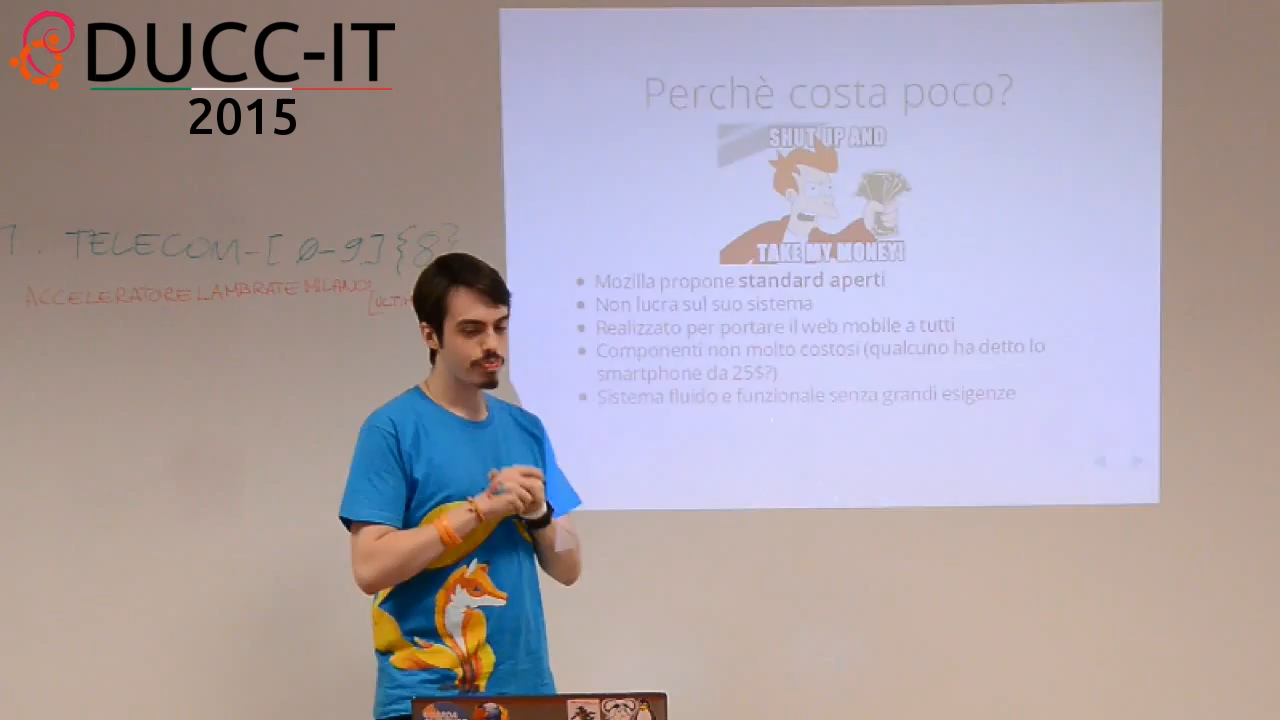 DUCC-IT
2015
Perchè costa poco?
SHUT UP AND
TAKE MY MONEY!
• Mozilla propone standard aperti
• Non lucra sul suo sistema
• Realizzato per portare il web mobile a tutti
• Componenti non molto costosi (qualcuno ha detto lo
smartphone da 25$?)
• Sistema fluido e funzionale senza grandi esigenze
TELECOM-[0-9]{8}
ACCELERATORE LAMBRATE MILANO